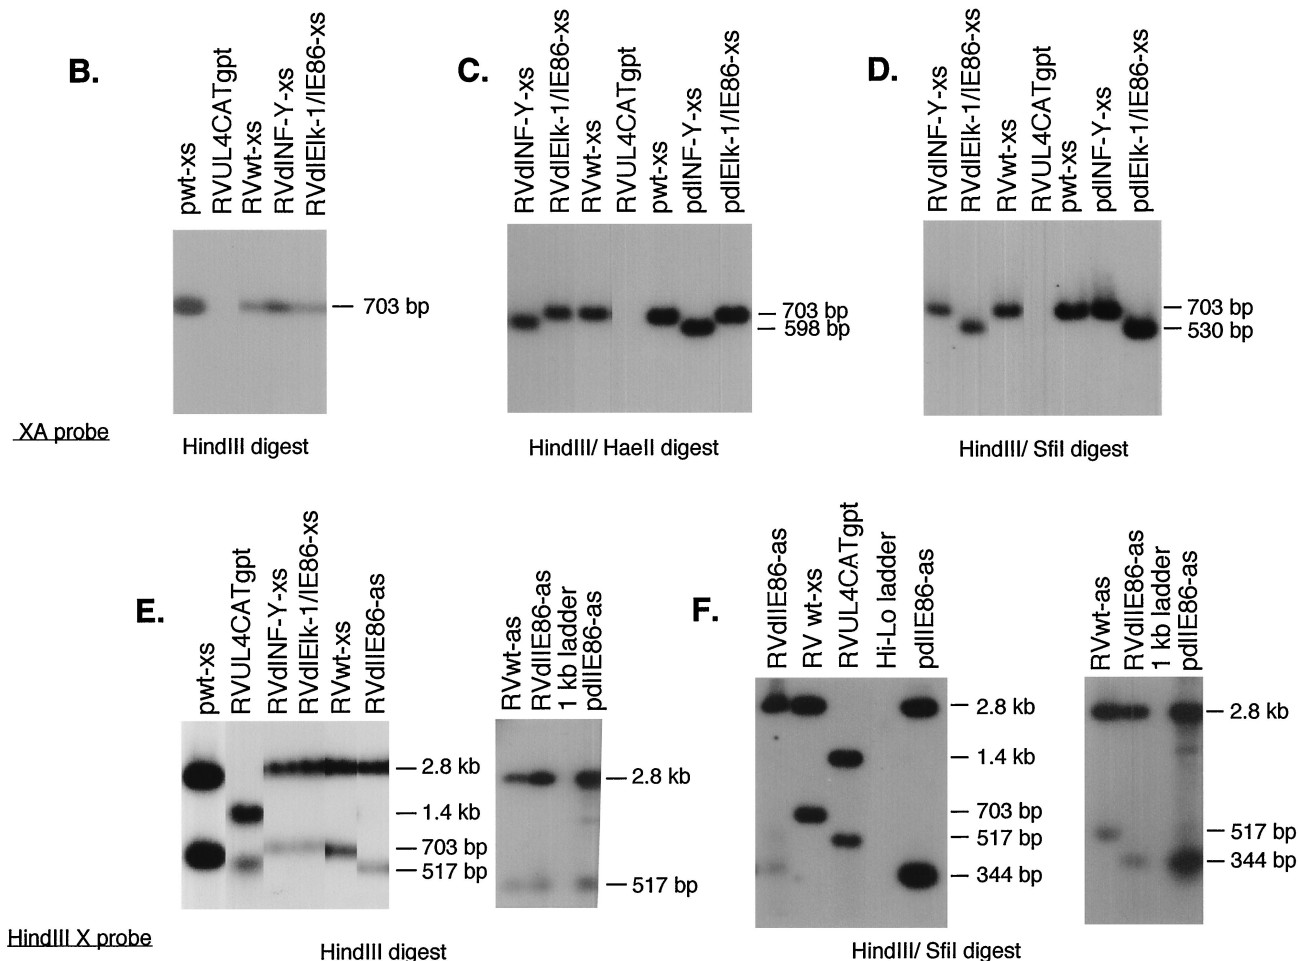 B.
pwt-xs
RVUL4CATgpt
RVwt-xs
RVdlNF-Y-xs
RVdlElk-1/IE86-xs
703 bp
HindIII digest
C.
RVdlNF-Y-xs
RVdlElk-1/IE86-xs
RVwt-xs
RVUL4CATgpt
pwt-xs
pdlNF-Y-xs
pdlElk-1/IE86-xs
703 bp
598 bp
HindIII/ HaeII digest
D.
RVdlNF-Y-xs
RVdlElk-1/IE86-xs
RVwt-xs
RVUL4CATgpt
pwt-xs
pdlNF-Y-xs
pdlElk-1/IE86-xs
703 bp
530 bp
HindIII/ SfiI digest
XA probe
E.
pwt-xs
RVUL4CATgpt
RVdlNF-Y-xs
RVdlElk-1/IE86-xs
RVwt-xs
RVdlIE86-as
2.8 kb
1.4 kb
703 bp
517 bp
RVwt-as
RVdlIE86-as
1 kb ladder
pdlIE86-as
2.8 kb
517 bp
HindIII digest
F.
RVdlIE86-as
RV wt-xs
RVUL4CATgpt
Hi-Lo ladder
pdlIE86-as
2.8 kb
1.4 kb
703 bp
517 bp
344 bp
RVwt-as
RVdlIE86-as
1 kb ladder
pdlIE86-as
2.8 kb
517 bp
344 bp
HindIII/ SfiI digest
HindIII X probe